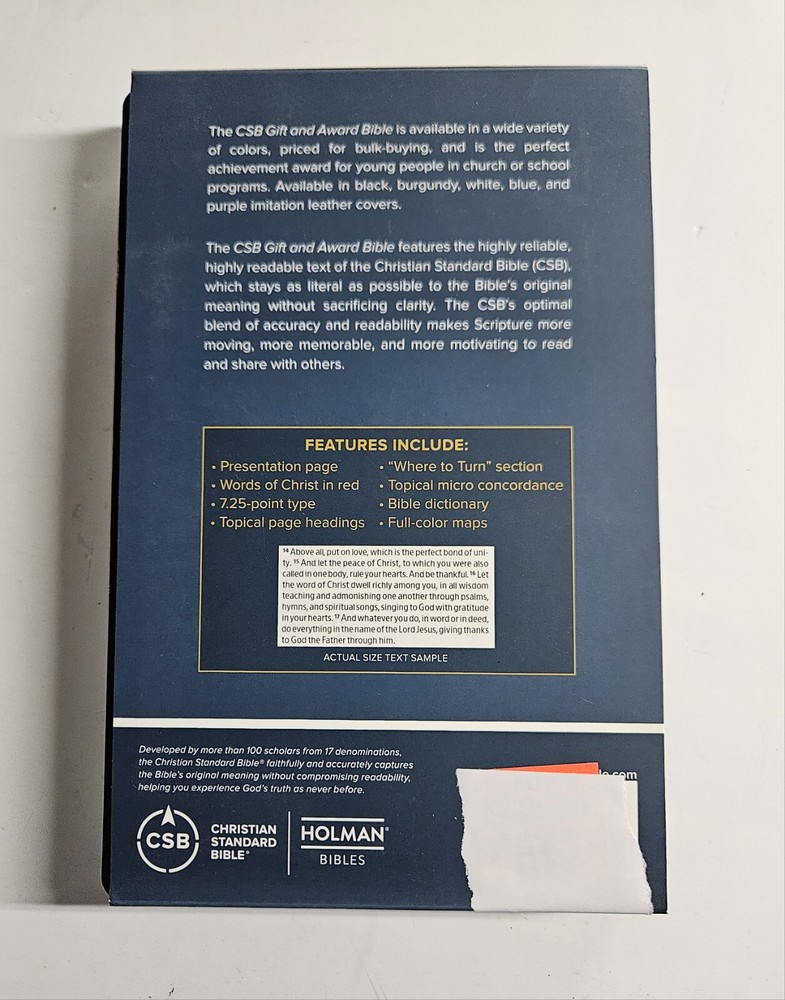 The CSB Gift and Award Bible is available in a wide variety
of colors, priced for bulk-buying, and is the perfect
achievement award for young people in church or school
programs. Available in black, burgundy, white, blue, and
purple imitation leather covers.
The CSB Gift and Award Bible features the highly reliable,
highly readable text of the Christian Standard Bible (CSB),
which stays as literal as possible to the Bible's original
meaning without sacrificing clarity. The CSB's optimal
blend of accuracy and readability makes Scripture more
moving, more memorable, and more motivating to read
and share with others.
FEATURES INCLUDE:
• Presentation page
• Words of Christ in red
• 7.25-point type
• Topical page headings
• "Where to Turn" section
• Topical micro concordance
• Bible dictionary
• Full-color maps
14 Above all, put on love, which is the perfect bond of uni-
ty. 15 And let the peace of Christ, to which you were also
called in one body, rule your hearts. And be thankful. 16 Let
the word of Christ dwell richly among you, in all wisdom
teaching and admonishing one another through psalms,
hymns, and spiritual songs, singing to God with gratitude
in your hearts. 17 And whatever you do, in word or in deed,
do everything in the name of the Lord Jesus, giving thanks
to God the Father through him.
ACTUAL SIZE TEXT SAMPLE
Developed by more than 100 scholars from 17 denominations,
the Christian Standard Bible® faithfully and accurately captures
the Bible's original meaning without compromising readability,
helping you experience God's truth as never before.
CSB
CHRISTIAN
STANDARD
BIBLE®
HOLMAN®
BIBLES
.com